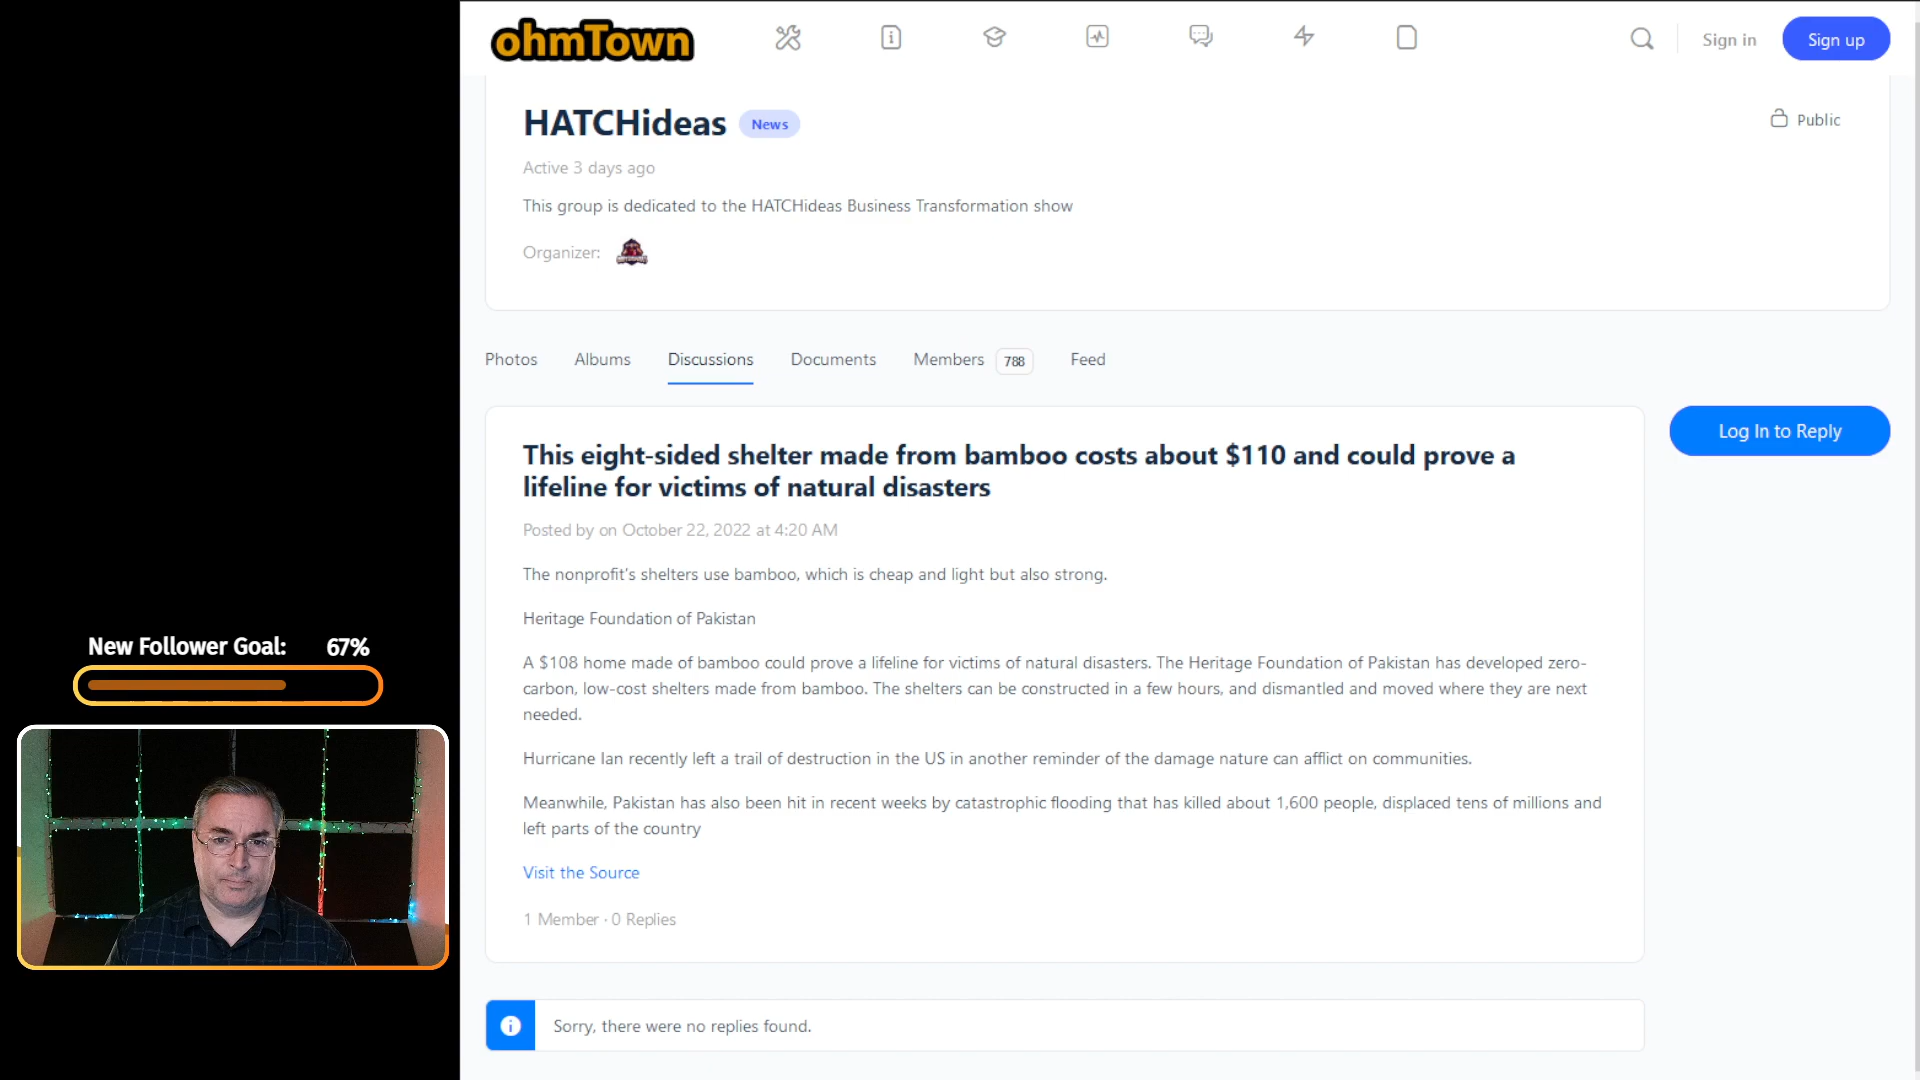 ohmTown
Sign in
Sign up
HATCHideas
News
Public
Active 3 days ago
This group is dedicated to the HATCHideas Business Transformation show
Organizer:
Photos
Albums
Discussions
Documents
Members
788
Feed
This eight-sided shelter made from bamboo costs about $110 and could prove a
lifeline for victims of natural disasters
Log In to Reply
Posted by on October 22, 2022 at 4:20 AM
The nonprofit's shelters use bamboo, which is cheap and light but also strong.
Heritage Foundation of Pakistan
A $108 home made of bamboo could prove a lifeline for victims of natural disasters. The Heritage Foundation of Pakistan has developed zero-
carbon, low-cost shelters made from bamboo. The shelters can be constructed in a few hours, and dismantled and moved where they are next
needed.
Hurricane Ian recently left a trail of destruction in the US in another reminder of the damage nature can afflict on communities.
Meanwhile, Pakistan has also been hit in recent weeks by catastrophic flooding that has killed about 1,600 people, displaced tens of millions and
left parts of the country
Visit the Source
1 Member · 0 Replies
Sorry, there were no replies found.
New Follower Goal: 67%